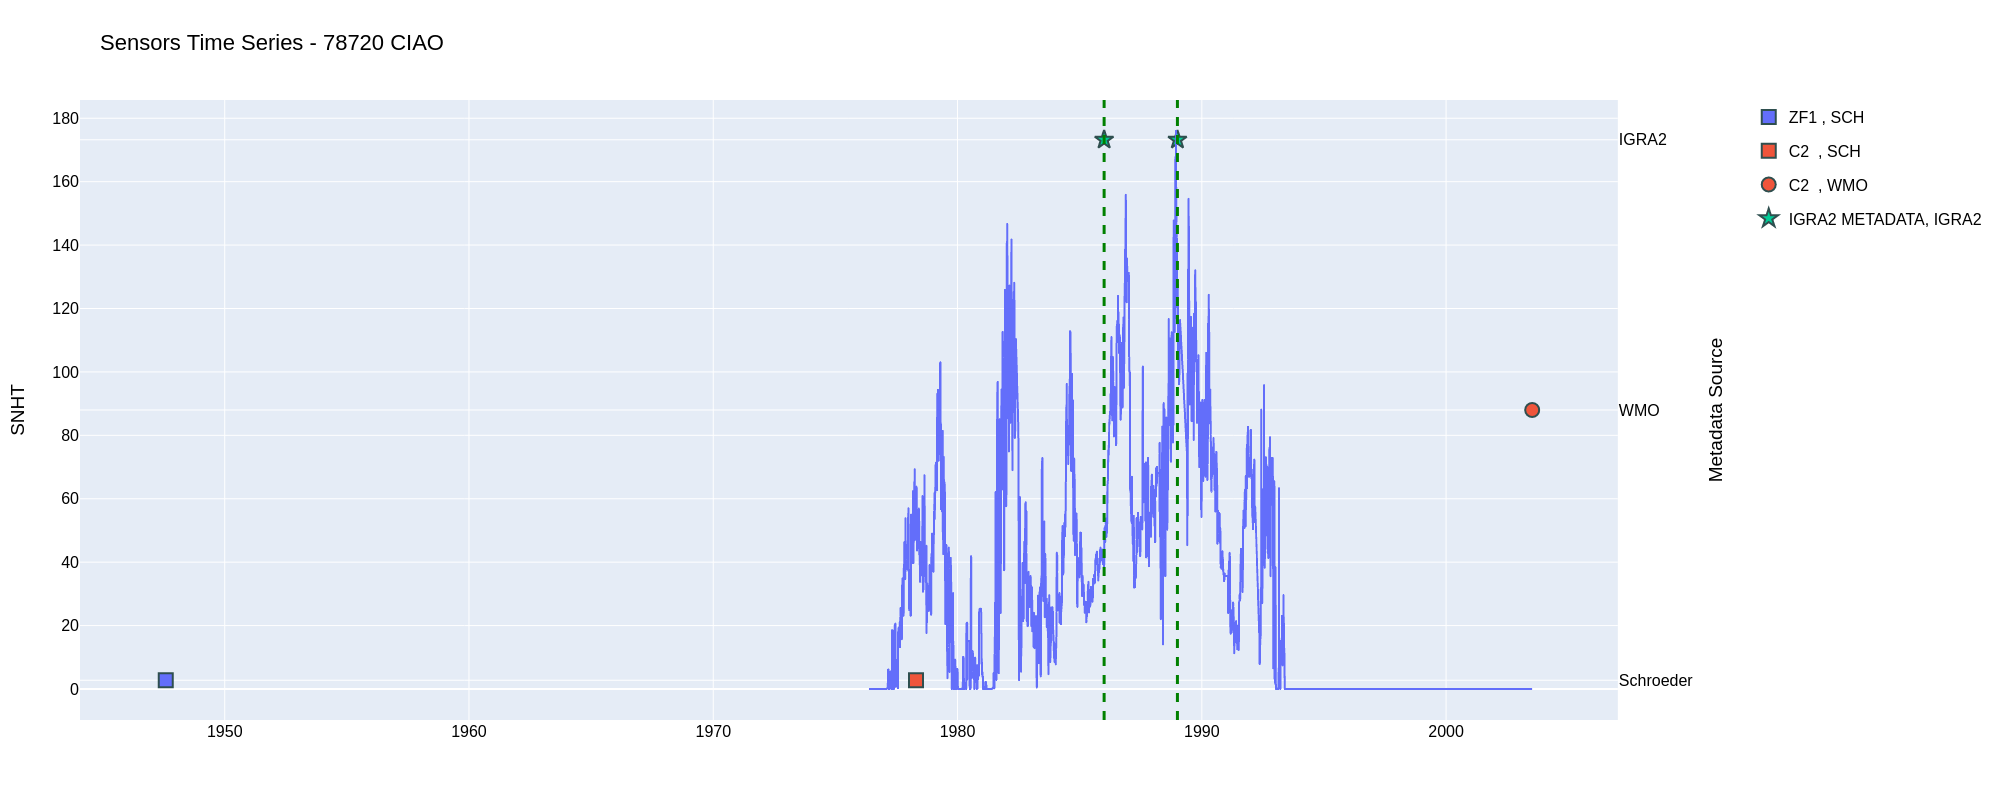 Sensors Time Series - 78720 CIAO
SNHT
180
160
140
120
100
80
60
40
20
0
1950
1960
1970
1980
1990
2000
IGRA2
WMO
Schroeder
Metadata Source
ZF1 , SCH
C2  , SCH
C2  , WMO
IGRA2 METADATA, IGRA2